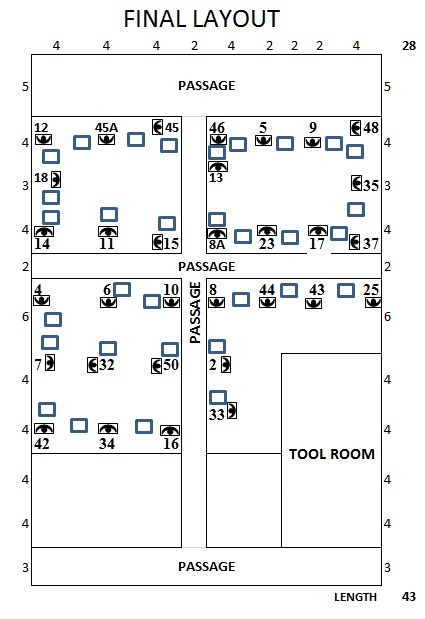 FINAL LAYOUT
4 4 4 2 4 2 2 2 4 28
5 PASSAGE 5
12 45A 45 46 5 9 48
4 4
18 13 35
3 3
4 4
14 11 15 8A 23 17 37
2 PASSAGE 2
4 6 10 8 44 43 25
6 6
PASSAGE
7 32 50 2
4 4
33
4 4
42 34 16
TOOL ROOM
4 4
4 4
3 PASSAGE 3
LENGTH 43